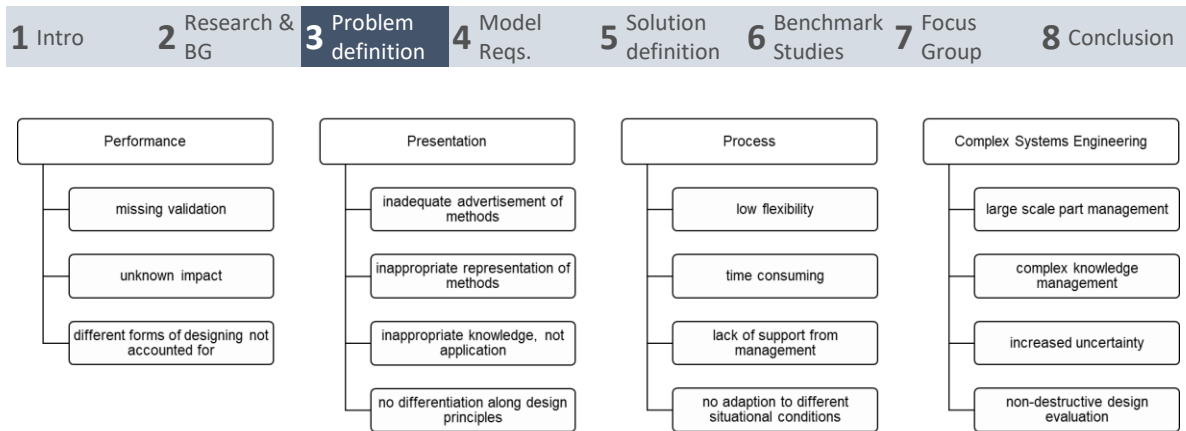 1 Intro
2 Research &
BG
3 Problem
definition
4 Model
Reqs.
5 Solution
definition
6 Benchmark
Studies
7 Focus
Group
8 Conclusion
Performance
missing validation
unknown impact
different forms of designing not
accounted for
Presentation
inadequate advertisement of
methods
inappropriate representation of
methods
inappropriate knowledge, not
application
no differentiation along design
principles
Process
low flexibility
time consuming
lack of support from
management
no adaption to different
situational conditions
Complex Systems Engineering
large scale part management
complex knowledge
management
increased uncertainty
non-destructive design
evaluation